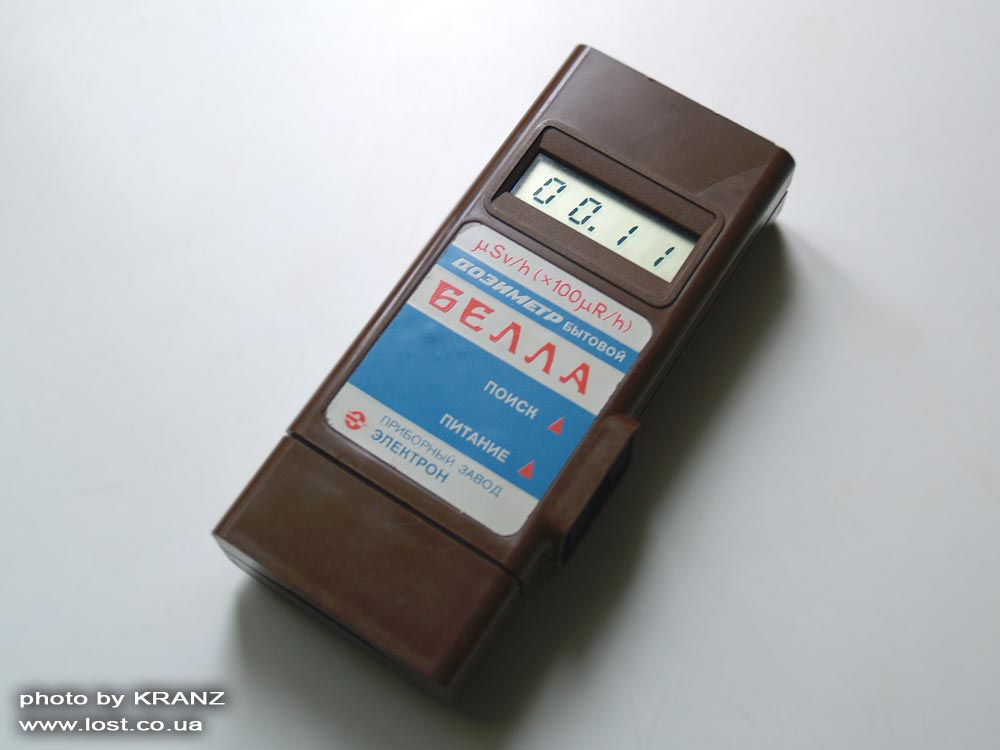 00.11
μSv/h (×100μR/h)
ДОЗИМЕТР БЫТОВОЙ
БЕЛЛА
ПОИСК
ПИТАНИЕ
ПРИБОРНЫЙ ЗАВОД
ЭЛЕКТРОН
photo by KRANZ
www.lost.co.ua